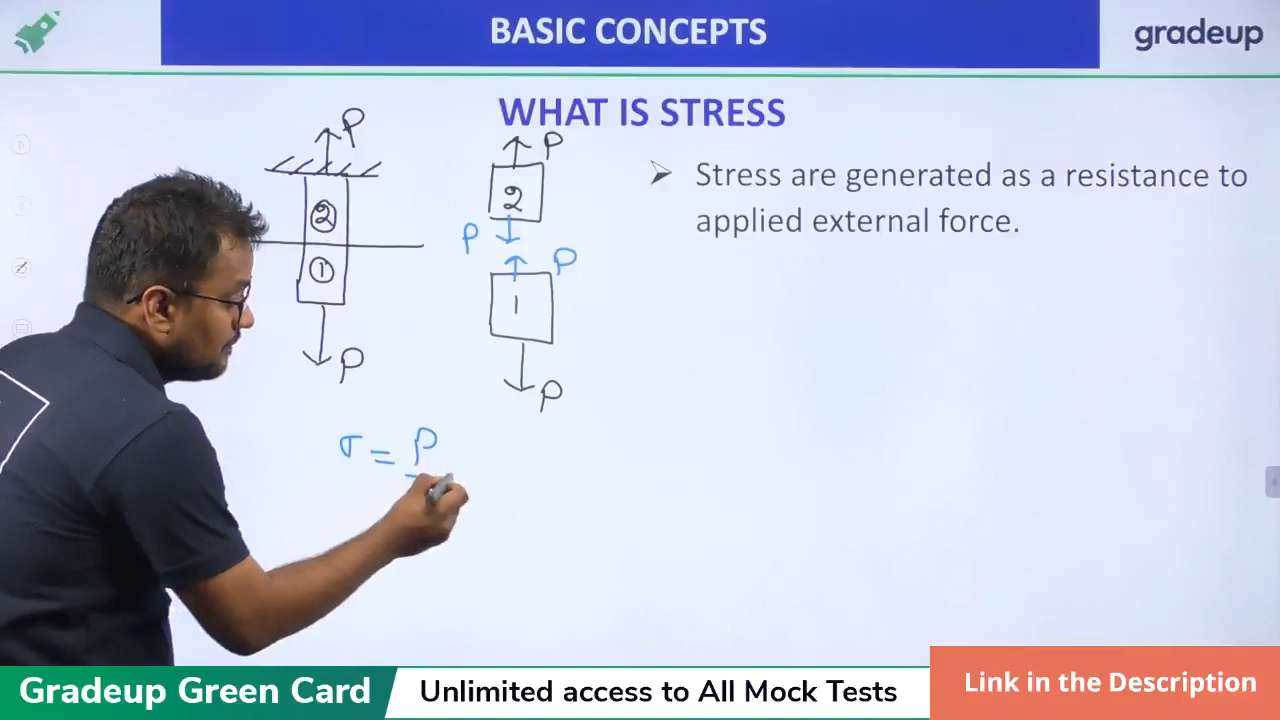 BASIC CONCEPTS
gradeup
WHAT IS STRESS
➤ Stress are generated as a resistance to
applied external force.
P
P
2
2
P
P
1
1
P
P
σ = P
Gradeup Green Card
Unlimited access to All Mock Tests
Link in the Description
4